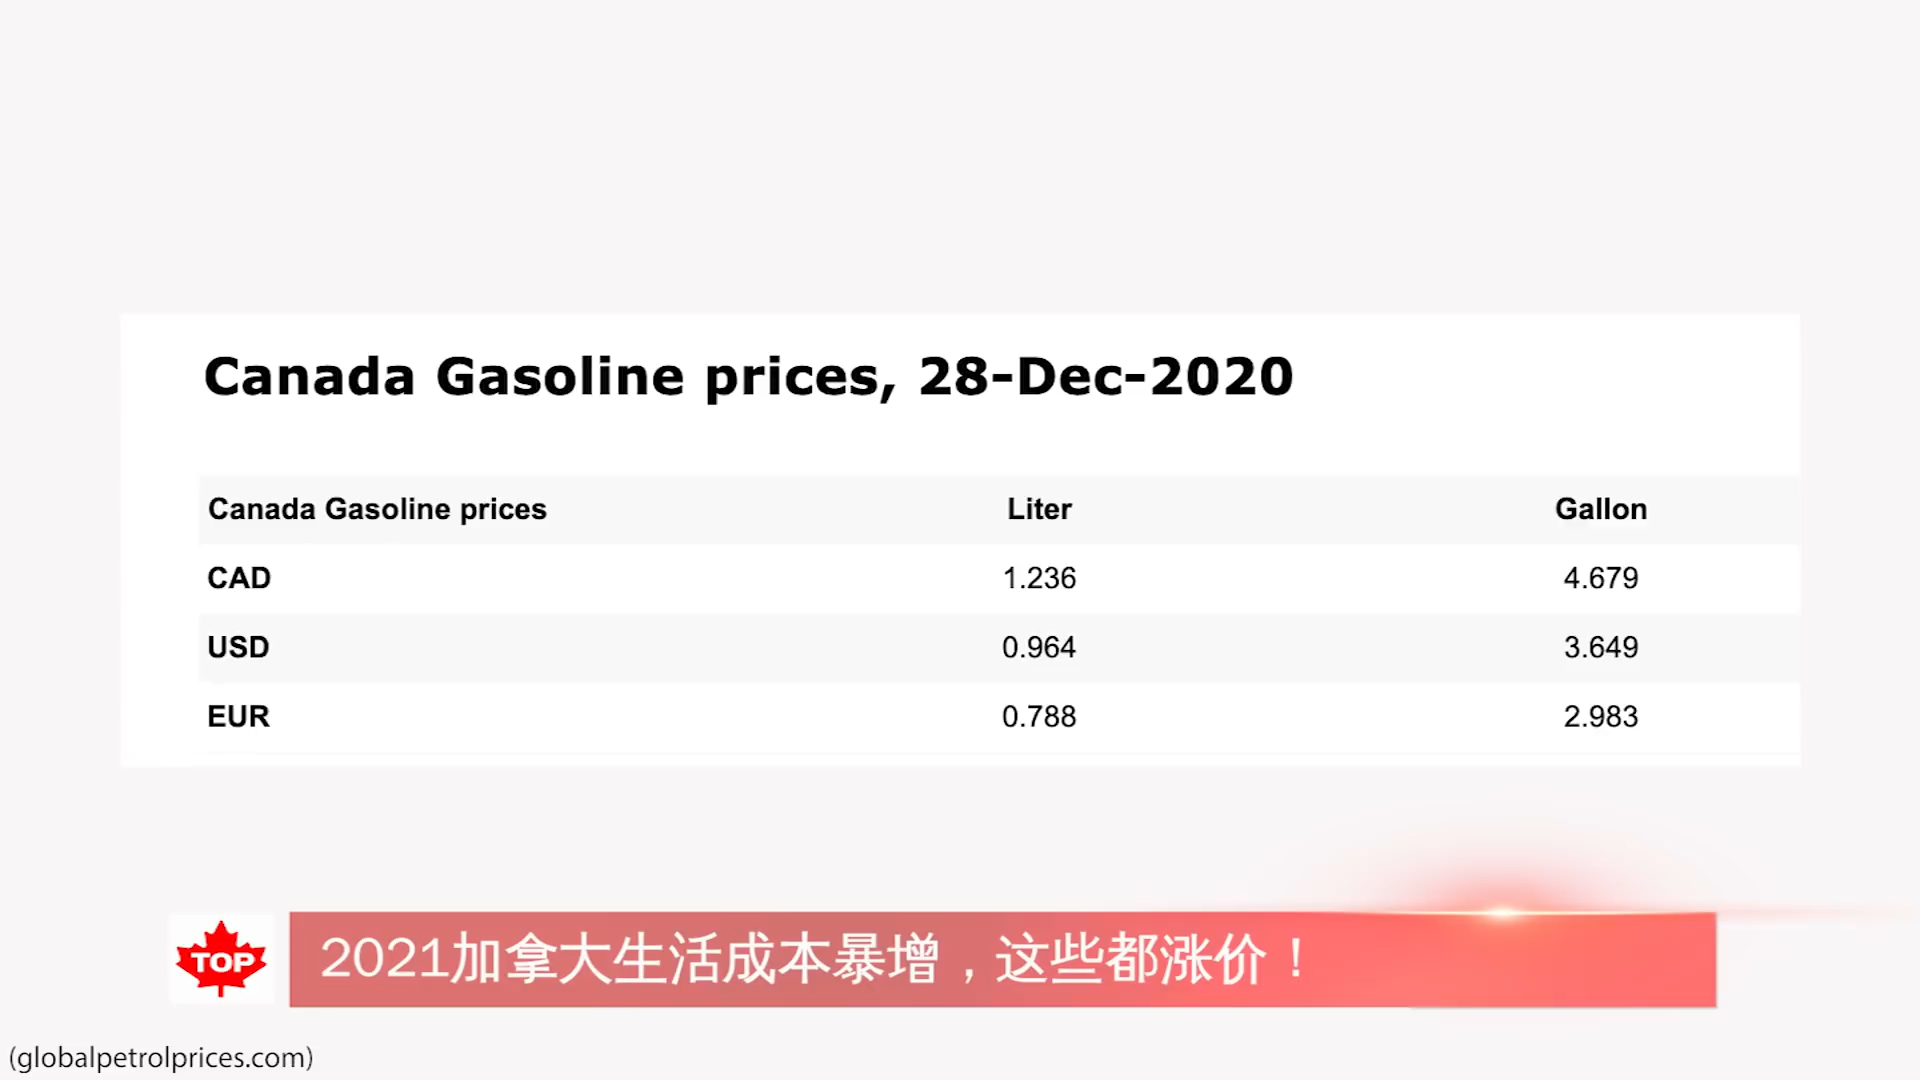 Canada Gasoline prices, 28-Dec-2020
Canada Gasoline prices Liter Gallon
CAD 1.236 4.679
USD 0.964 3.649
EUR 0.788 2.983
TOP
2021加拿大生活成本暴增，这些都涨价！
(globalpetrolprices.com)